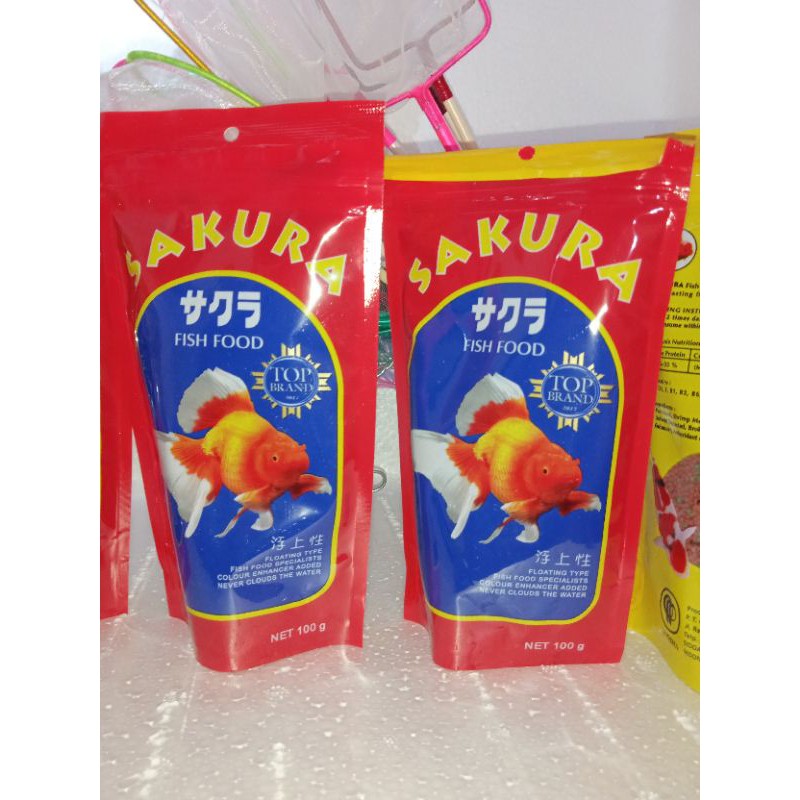 SAKURA
サクラ
FISH FOOD
TOP
BRAND
浮上性
FLOATING TYPE
FISH FOOD SPECIALISTS
COLOUR ENHANCER ADDED
NEVER CLOUDS THE WATER
NET 100 g
SAKURA
サクラ
FISH FOOD
TOP
BRAND
浮上性
FLOATING TYPE
FISH FOOD SPECIALISTS
COLOUR ENHANCER ADDED
NEVER CLOUDS THE WATER
NET 100 g